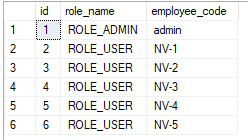 id role_name employee_code
1 1 ROLE_ADMIN admin
2 2 ROLE_USER NV-1
3 3 ROLE_USER NV-2
4 4 ROLE_USER NV-3
5 5 ROLE_USER NV-4
6 6 ROLE_USER NV-5